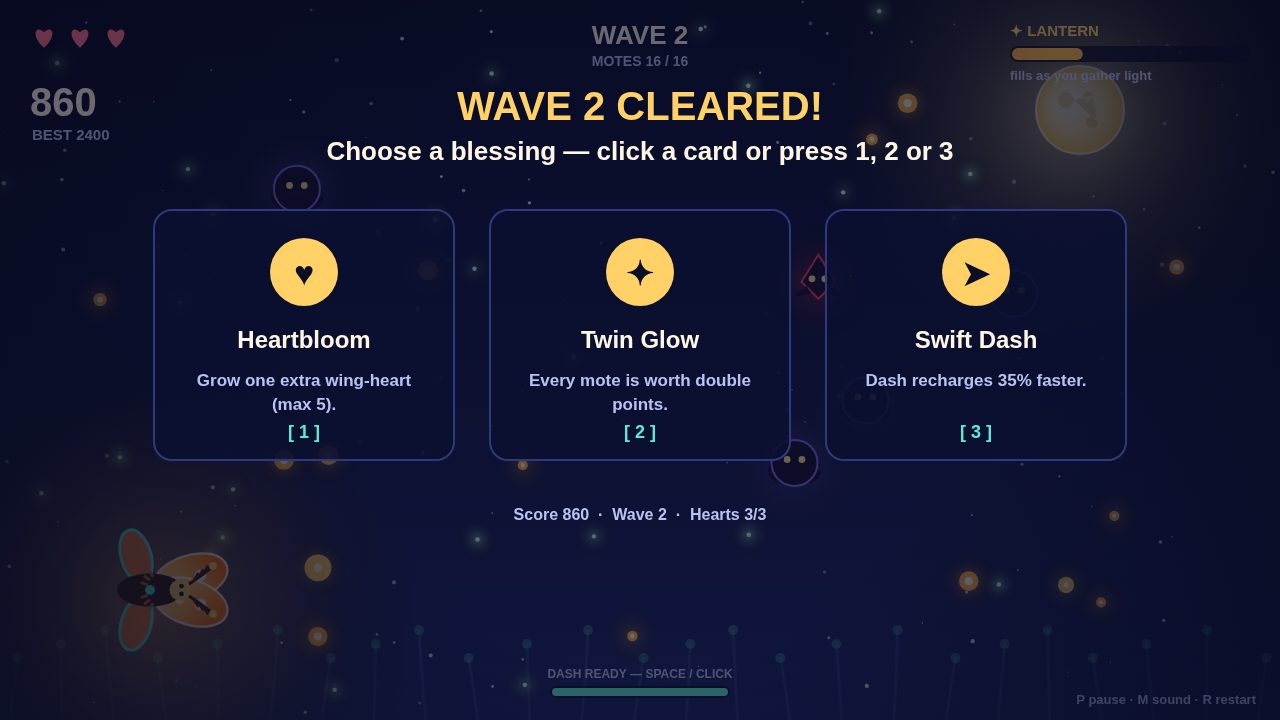 WAVE 2
MOTES 16 / 16
✦ LANTERN
fills as you gather light
860
BEST 2400
WAVE 2 CLEARED!
Choose a blessing — click a card or press 1, 2 or 3
Heartbloom
Grow one extra wing-heart
(max 5).
[ 1 ]
Twin Glow
Every mote is worth double
points.
[ 2 ]
Swift Dash
Dash recharges 35% faster.
[ 3 ]
Score 860 · Wave 2 · Hearts 3/3
DASH READY — SPACE / CLICK
P pause · M sound · R restart